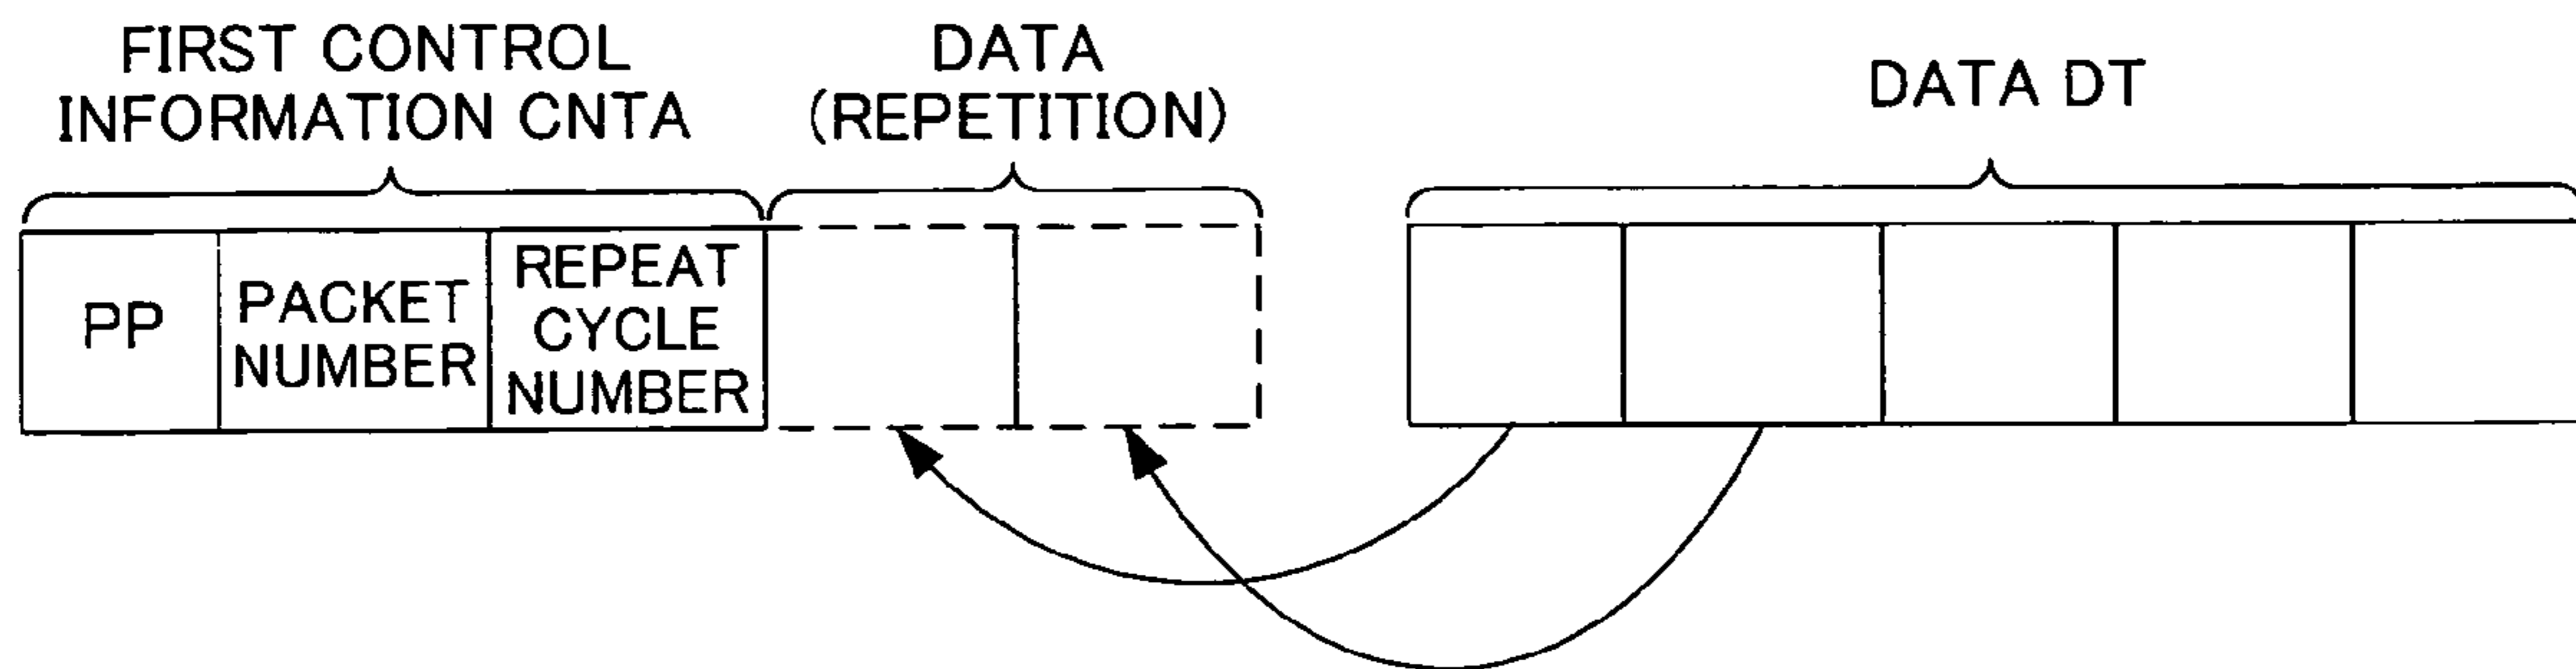 FIRST CONTROL
INFORMATION CNTA
DATA
(REPETITION)
DATA DT
PP
PACKET
NUMBER
REPEAT
CYCLE
NUMBER